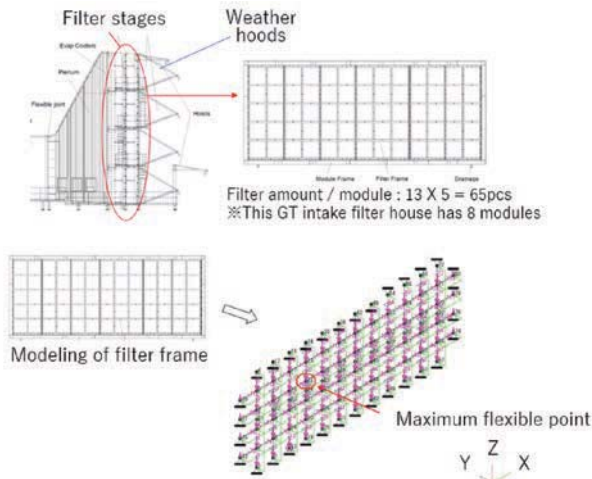 Filter stages
Weather
hoods
Evap Coolers
Plenum
Flexible joint
Hoods
Module Frame
Filter Frame
Drainage
Filter amount / module : 13 X 5 = 65pcs
※This GT intake filter house has 8 modules
Modeling of filter frame
Maximum flexible point
Y Z X